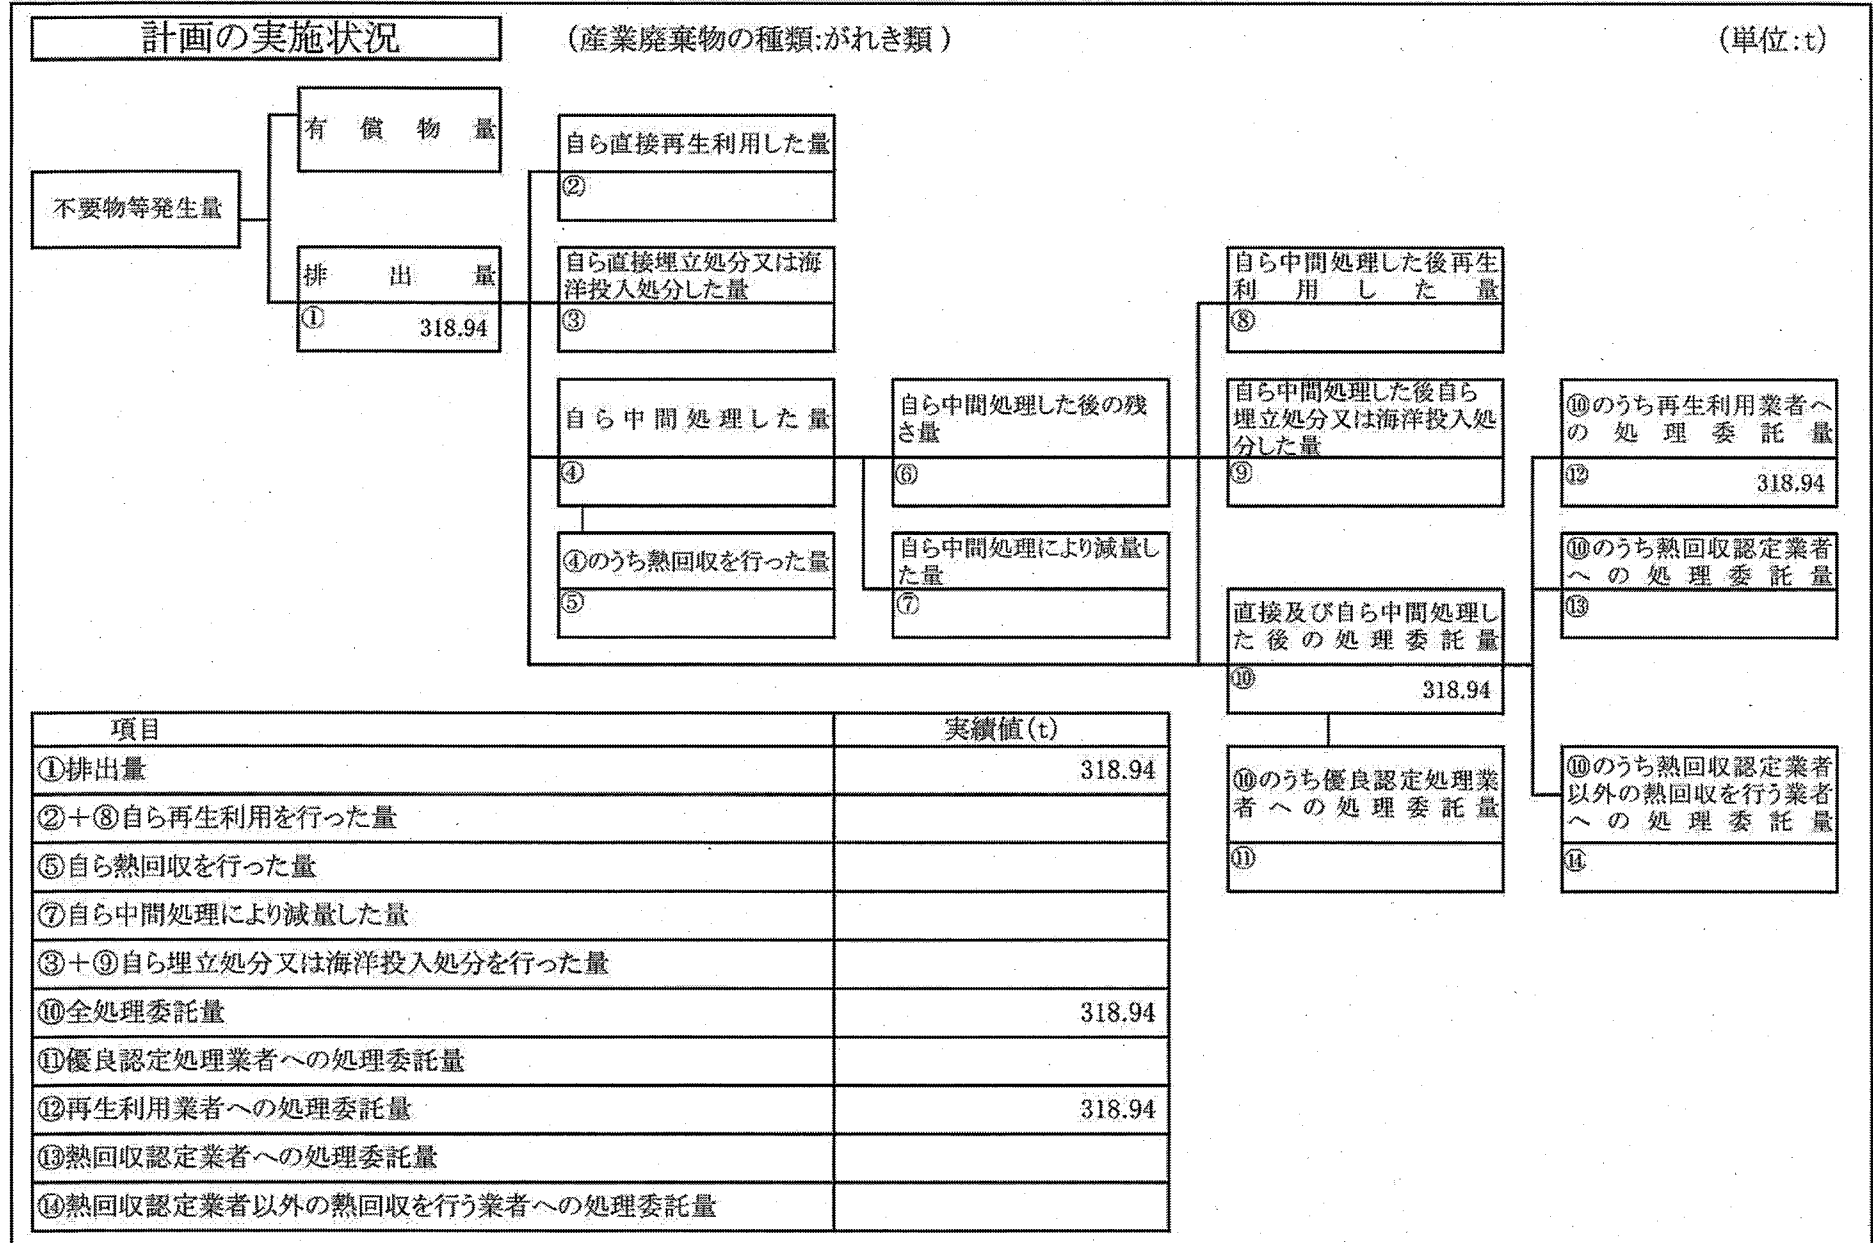 計画の実施状況
(産業廃棄物の種類:がれき類)
(単位:t)
有償物量
不要物等発生量
排出量
① 318.94
自ら直接再生利用した量
②
自ら直接埋立処分又は海
洋投入処分した量
③
自ら中間処理した量
④
④のうち熱回収を行った量
⑤
自ら中間処理した後の残
さ量
⑥
自ら中間処理により減量し
た量
⑦
自ら中間処理した後再生
利用した量
⑧
自ら中間処理した後自ら
埋立処分又は海洋投入処
分した量
⑨
直接及び自ら中間処理し
た後の処理委託量
⑩ 318.94
⑩のうち優良認定処理業
者への処理委託量
⑪
⑩のうち再生利用業者へ
の処理委託量
⑫ 318.94
⑩のうち熱回収認定業者
への処理委託量
⑬
⑩のうち熱回収認定業者
以外の熱回収を行う業者
への処理委託量
⑭
項目 実績値(t)
①排出量 318.94
②+⑧自ら再生利用を行った量
⑤自ら熱回収を行った量
⑦自ら中間処理により減量した量
③+⑨自ら埋立処分又は海洋投入処分を行った量
⑩全処理委託量 318.94
⑪優良認定処理業者への処理委託量
⑫再生利用業者への処理委託量 318.94
⑬熱回収認定業者への処理委託量
⑭熱回収認定業者以外の熱回収を行う業者への処理委託量